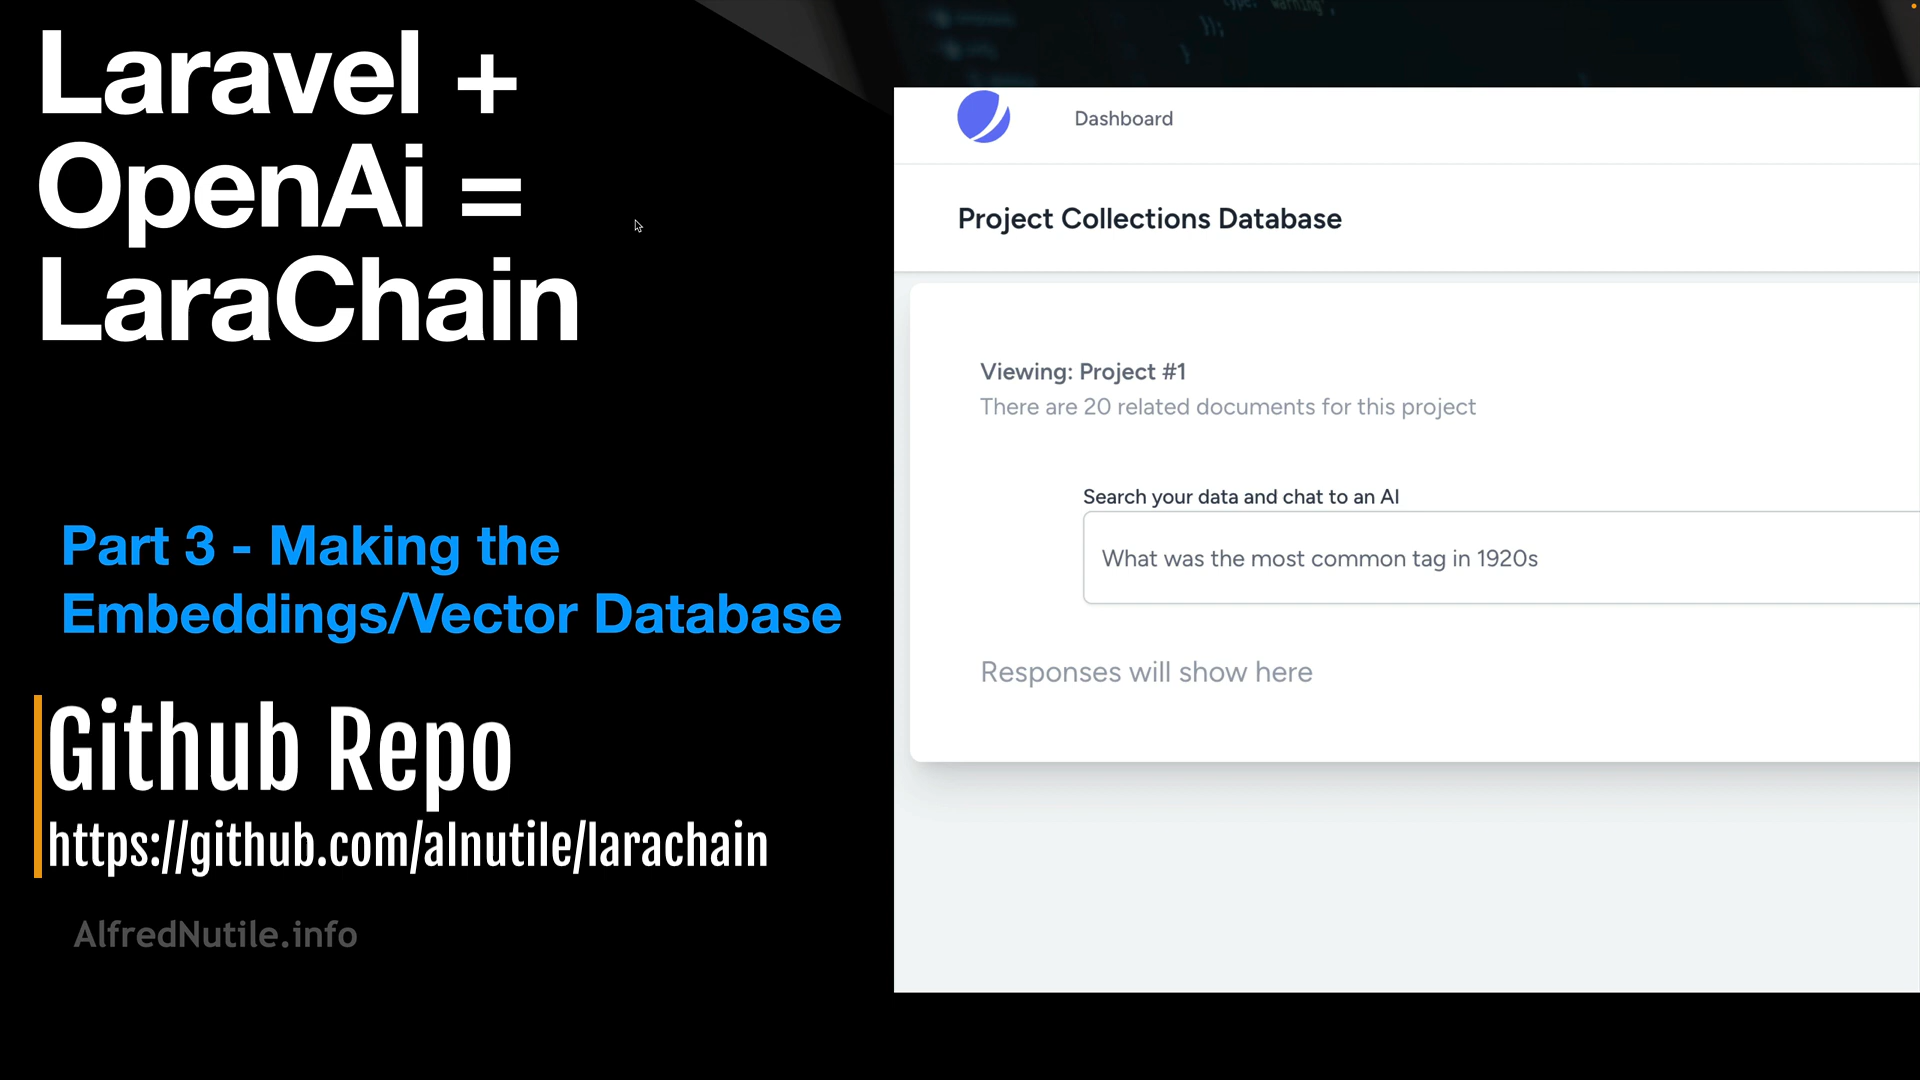 Laravel +
OpenAi =
LaraChain
Part 3 - Making the
Embeddings/Vector Database
Github Repo
https://github.com/alnutile/larachain
AlfredNutile.info
type: 'warning',
});
}
Dashboard
Project Collections Database
Viewing: Project #1
There are 20 related documents for this project
Search your data and chat to an AI
What was the most common tag in 1920s
Responses will show here